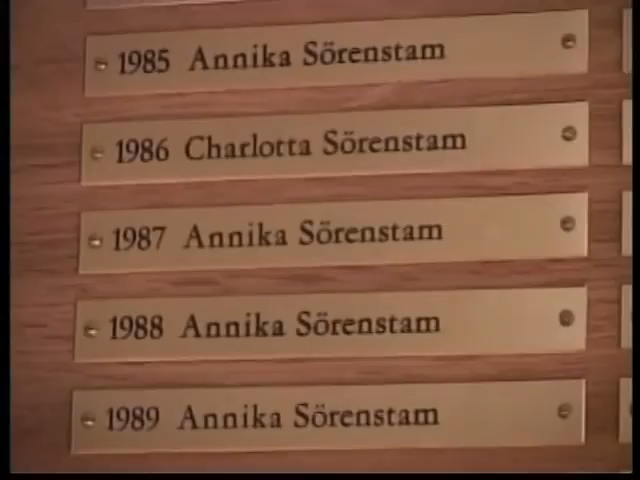 1985 Annika Sörenstam
1986 Charlotta Sörenstam
1987 Annika Sörenstam
1988 Annika Sörenstam
1989 Annika Sörenstam